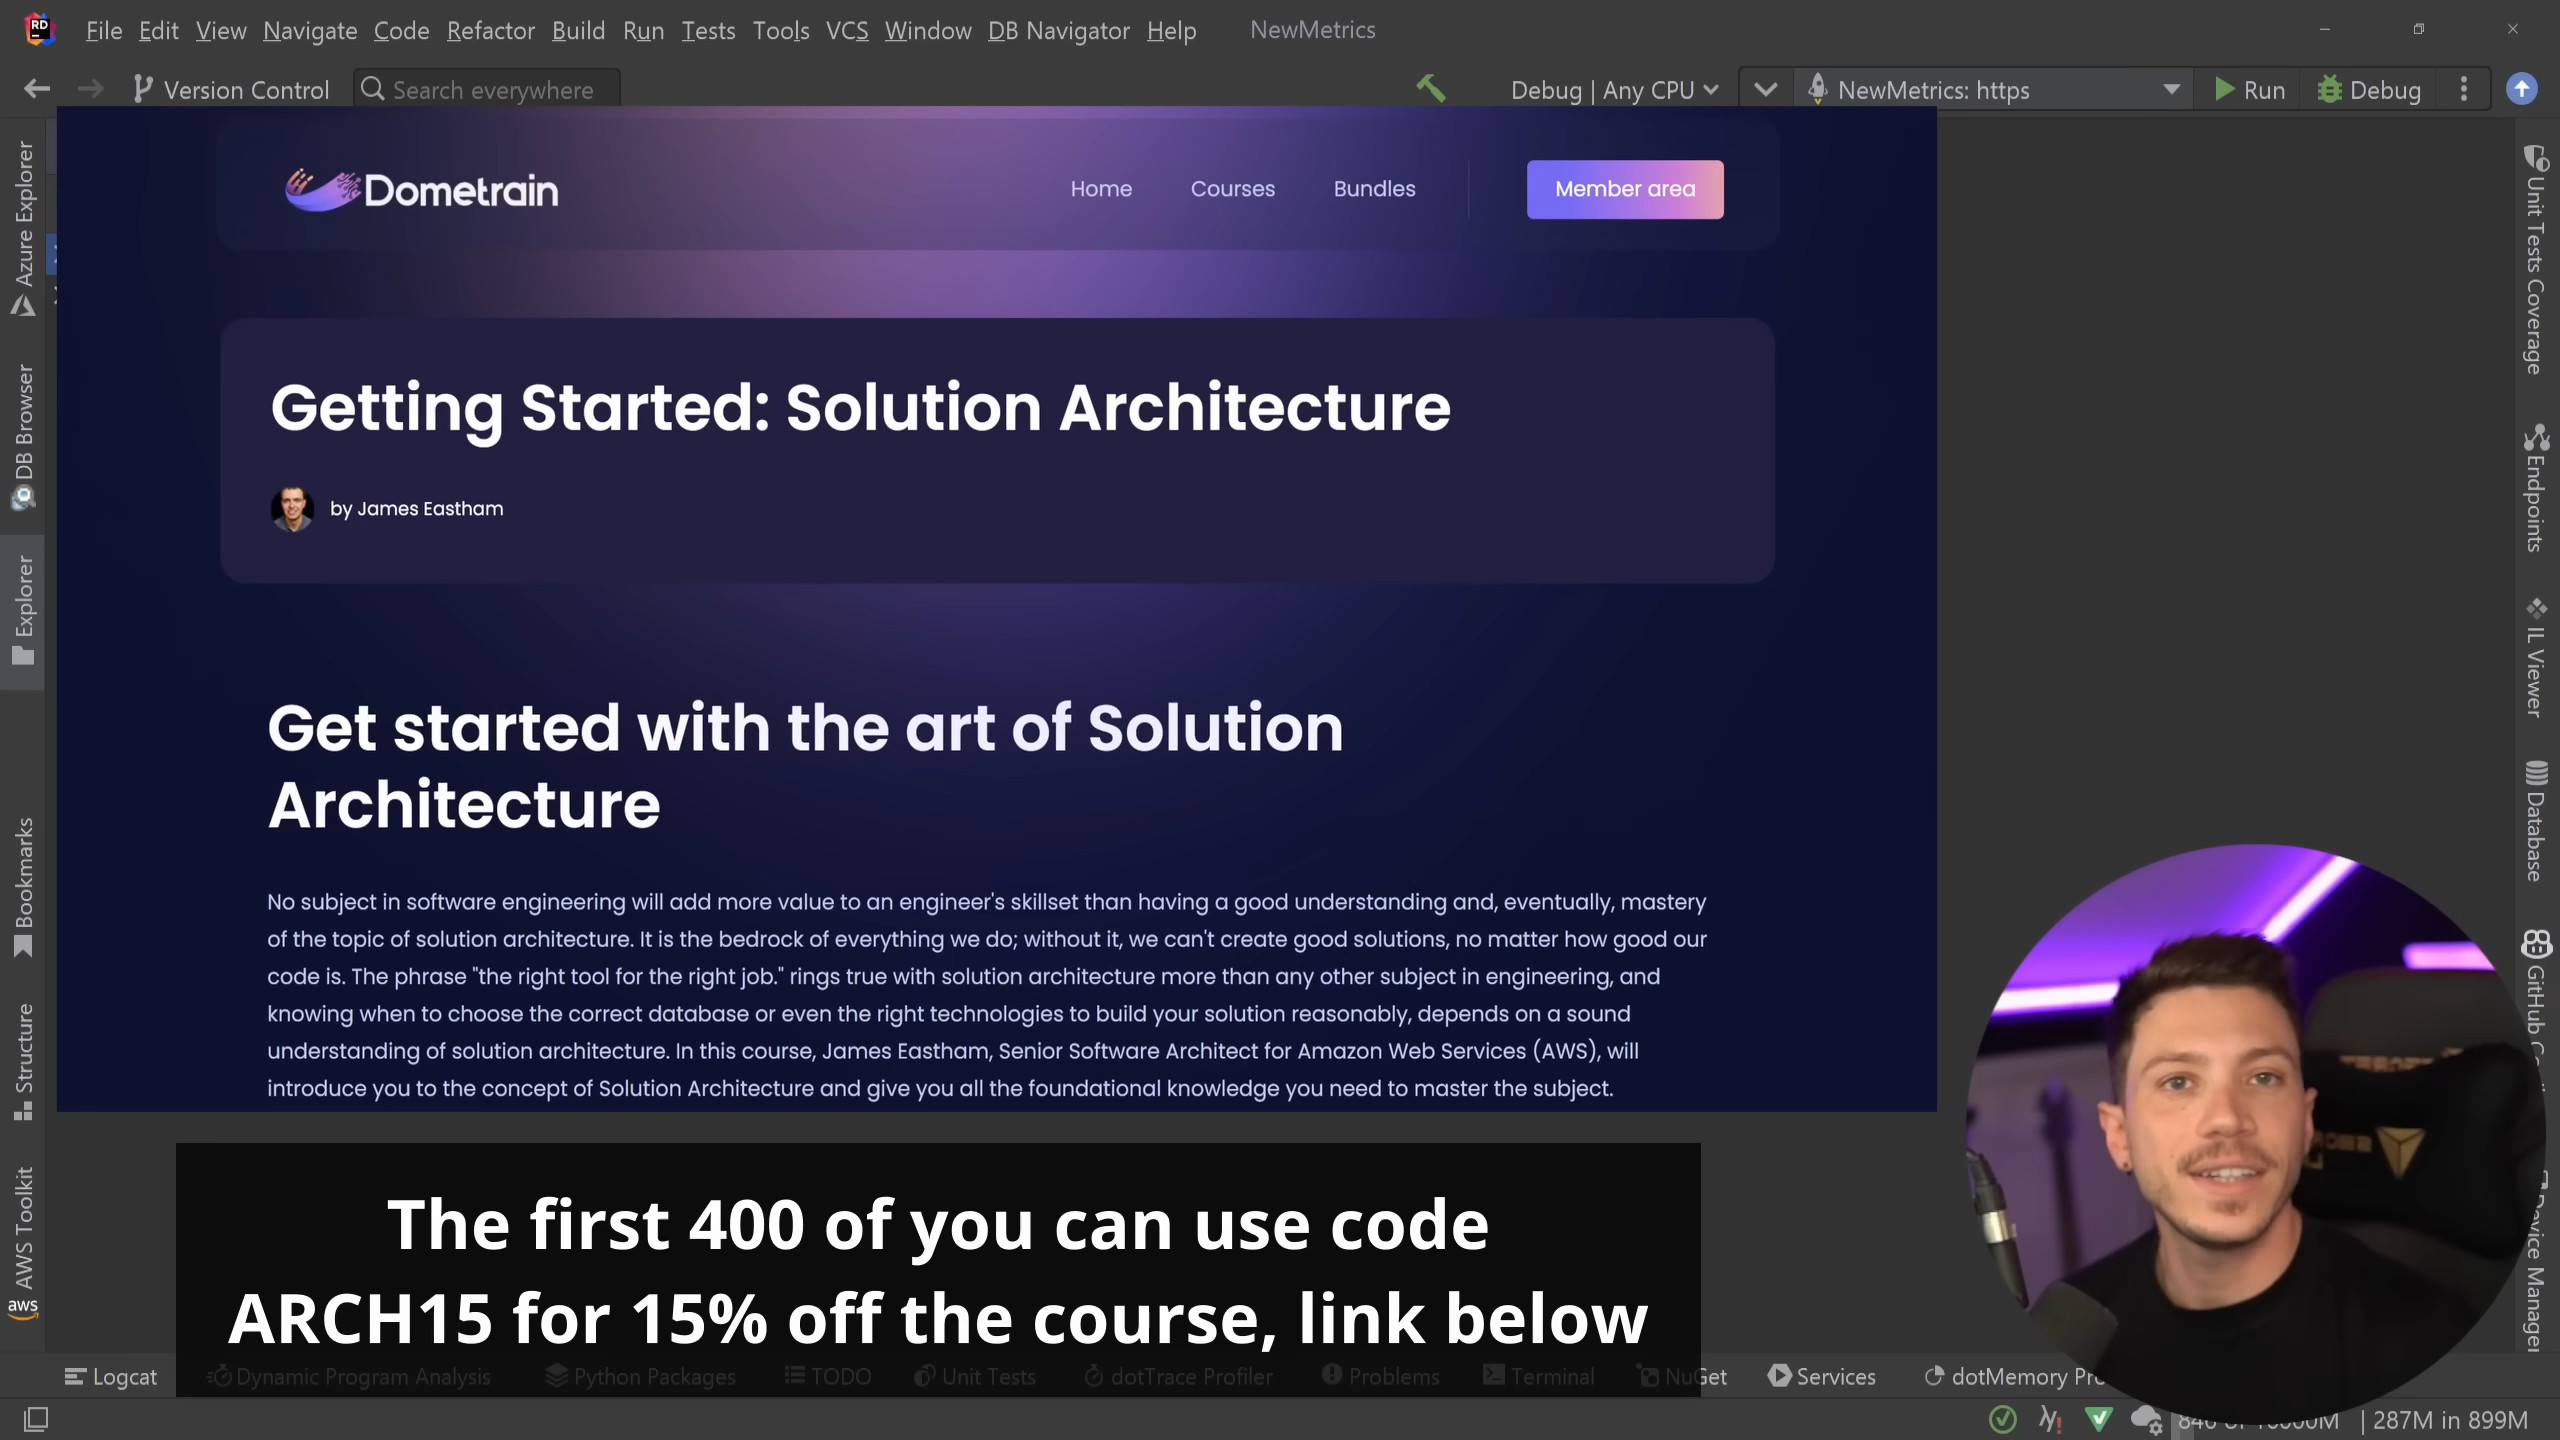 File Edit View Navigate Code Refactor Build Run Tests Tools VCS Window DB Navigator Help NewMetrics
Version Control Search everywhere Debug | Any CPU NewMetrics: https Run Debug
Azure Explorer
DB Browser
Explorer
Bookmarks
Structure
AWS Toolkit
aws
Dometrain Home Courses Bundles Member area
Getting Started: Solution Architecture
by James Eastham
Get started with the art of Solution
Architecture
No subject in software engineering will add more value to an engineer's skillset than having a good understanding and, eventually, mastery
of the topic of solution architecture. It is the bedrock of everything we do; without it, we can't create good solutions, no matter how good our
code is. The phrase "the right tool for the right job." rings true with solution architecture more than any other subject in engineering, and
knowing when to choose the correct database or even the right technologies to build your solution reasonably, depends on a sound
understanding of solution architecture. In this course, James Eastham, Senior Software Architect for Amazon Web Services (AWS), will
introduce you to the concept of Solution Architecture and give you all the foundational knowledge you need to master the subject.
Unit Tests Coverage
Endpoints
IL Viewer
Database
GitHub
Device Manager
The first 400 of you can use code
ARCH15 for 15% off the course, link below
Logcat Dynamic Program Analysis Python Packages TODO Unit Tests dotTrace Profiler Problems Terminal NuGet Services dotMemory
287M in 899M